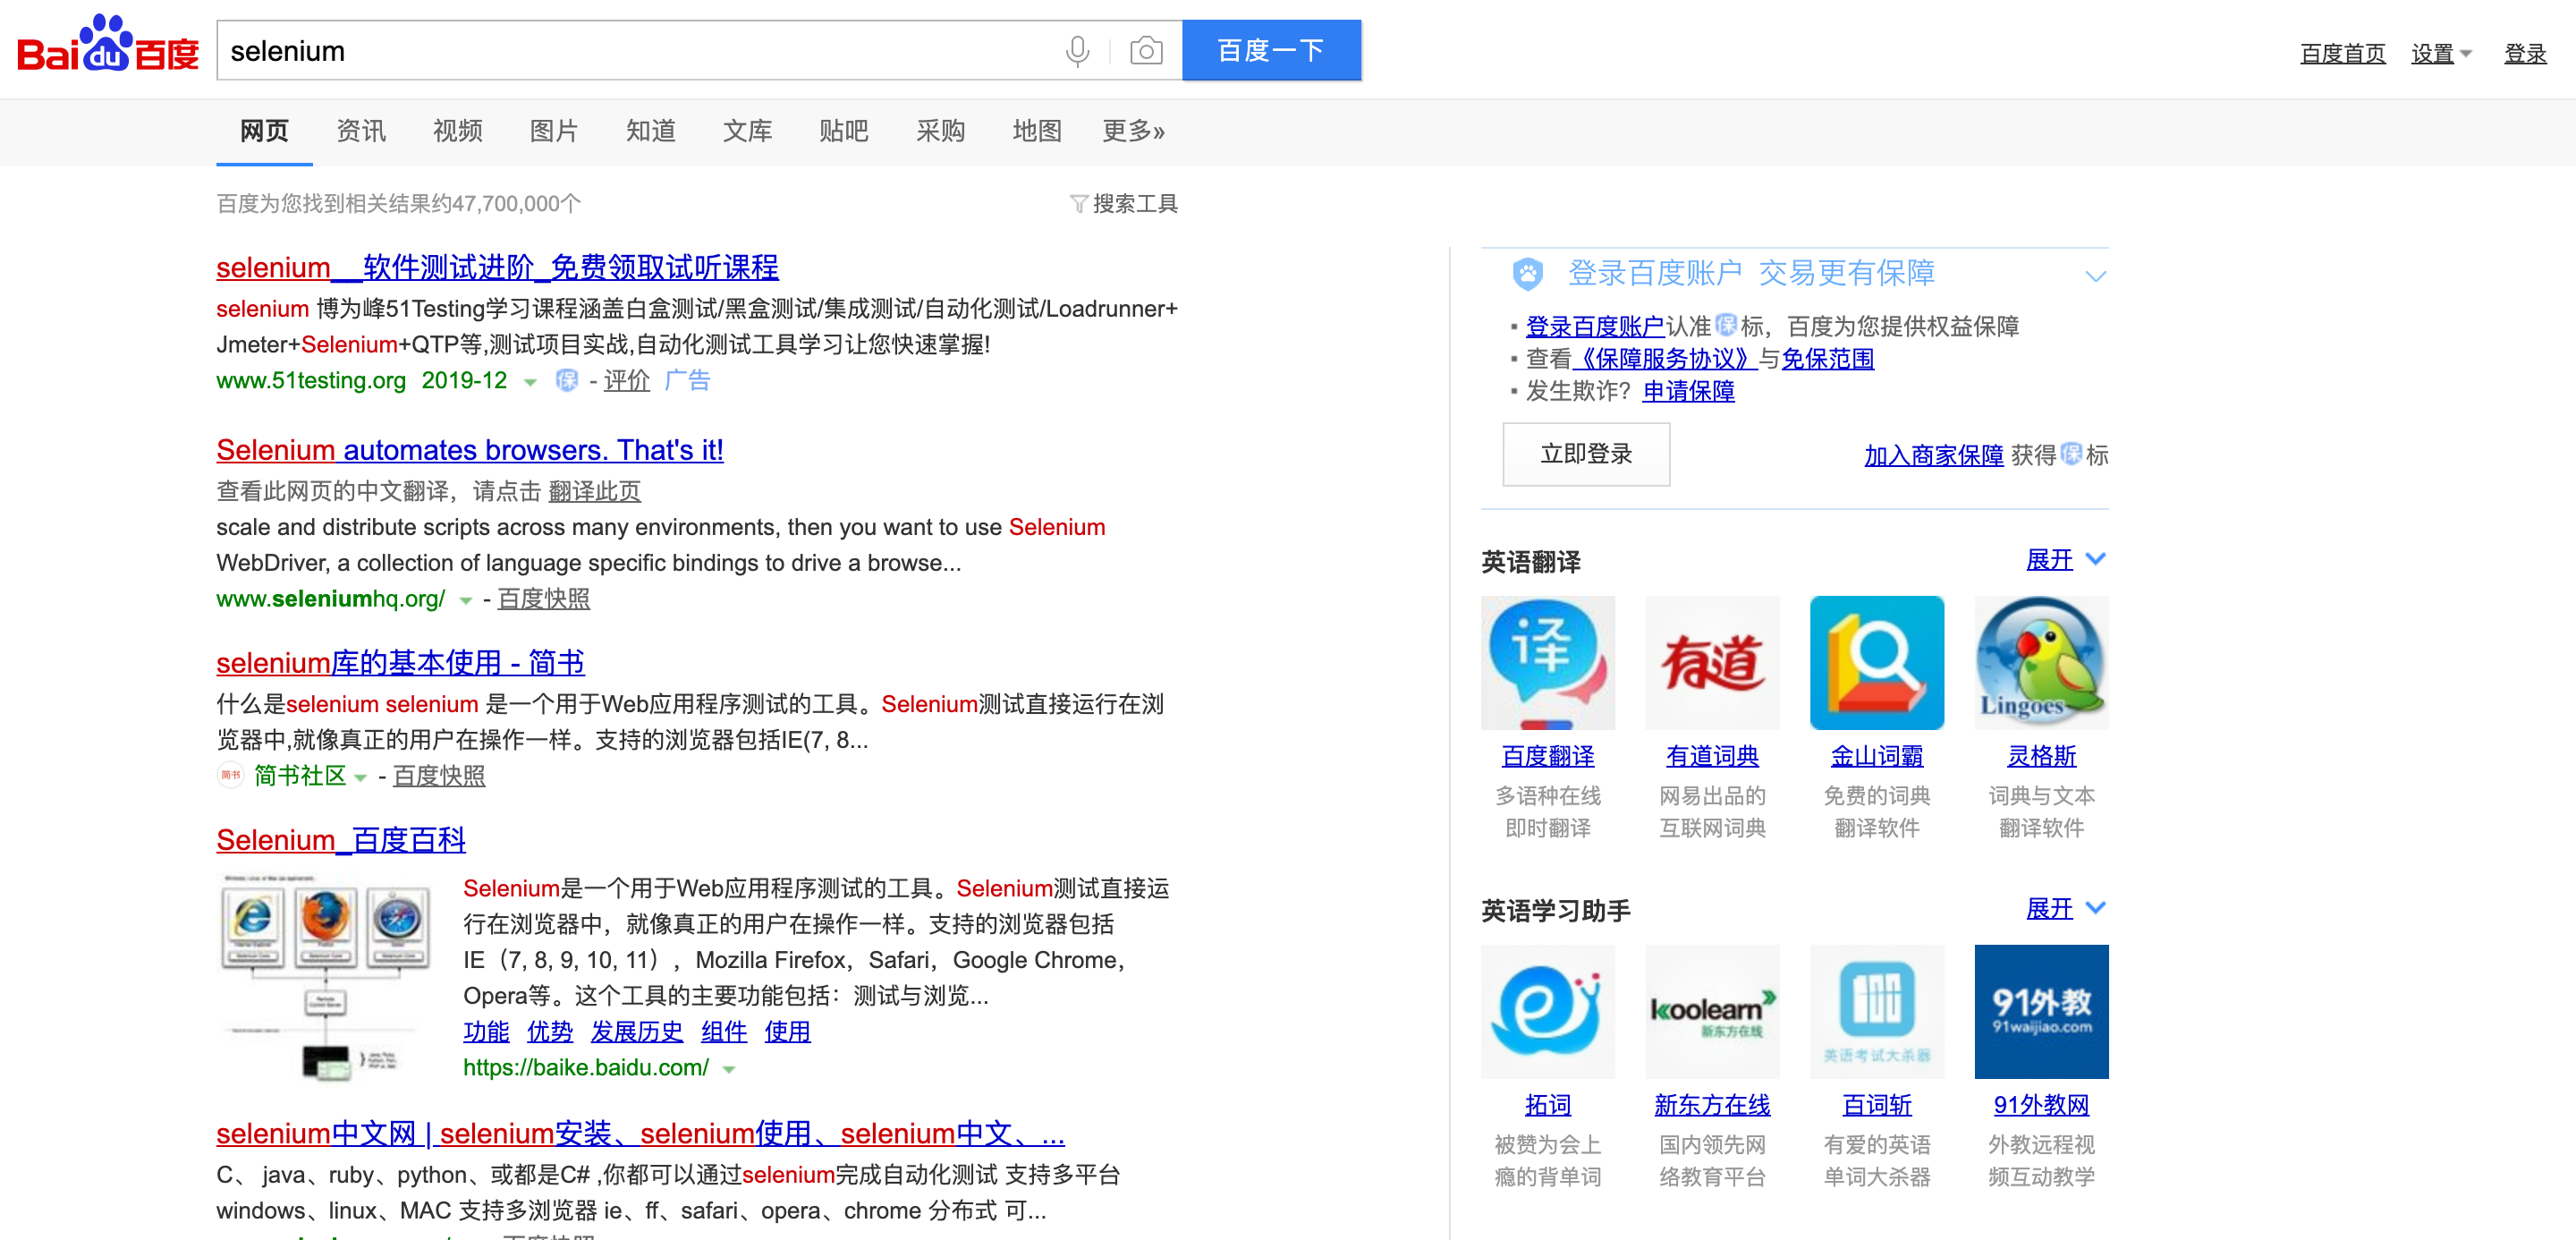 Baidu百度 selenium 百度一下 百度首页 设置 登录
网页 资讯 视频 图片 知道 文库 贴吧 采购 地图 更多»
百度为您找到相关结果约47,700,000个 搜索工具
selenium__软件测试进阶_免费领取试听课程
selenium 博为峰51Testing学习课程涵盖白盒测试/黑盒测试/集成测试/自动化测试/Loadrunner+
Jmeter+Selenium+QTP等,测试项目实战,自动化测试工具学习让您快速掌握!
www.51testing.org 2019-12 保 - 评价 广告
Selenium automates browsers. That's it!
查看此网页的中文翻译，请点击 翻译此页
scale and distribute scripts across many environments, then you want to use Selenium
WebDriver, a collection of language specific bindings to drive a browse...
www.seleniumhq.org/ - 百度快照
selenium库的基本使用 - 简书
什么是selenium selenium 是一个用于Web应用程序测试的工具。Selenium测试直接运行在浏
览器中,就像真正的用户在操作一样。支持的浏览器包括IE(7, 8...
简书 简书社区 - 百度快照
Selenium_百度百科
Selenium是一个用于Web应用程序测试的工具。Selenium测试直接运
行在浏览器中，就像真正的用户在操作一样。支持的浏览器包括
IE（7, 8, 9, 10, 11），Mozilla Firefox，Safari，Google Chrome，
Opera等。这个工具的主要功能包括：测试与浏览...
功能 优势 发展历史 组件 使用
https://baike.baidu.com/
selenium中文网 | selenium安装、selenium使用、selenium中文、...
C、 java、ruby、python、或都是C# ,你都可以通过selenium完成自动化测试 支持多平台
windows、linux、MAC 支持多浏览器 ie、ff、safari、opera、chrome 分布式 可...
登录百度账户 交易更有保障
登录百度账户认准保标，百度为您提供权益保障
查看《保障服务协议》与免保范围
发生欺诈？申请保障
立即登录 加入商家保障 获得保标
英语翻译 展开
译 有道 Lingoes
百度翻译 有道词典 金山词霸 灵格斯
多语种在线 网易出品的 免费的词典 词典与文本
即时翻译 互联网词典 翻译软件 翻译软件
英语学习助手 展开
koolearn 新东方在线 英语考试大杀器 91外教 91waijiao.com
拓词 新东方在线 百词斩 91外教网
被赞为会上 国内领先网 有爱的英语 外教远程视
瘾的背单词 络教育平台 单词大杀器 频互动教学